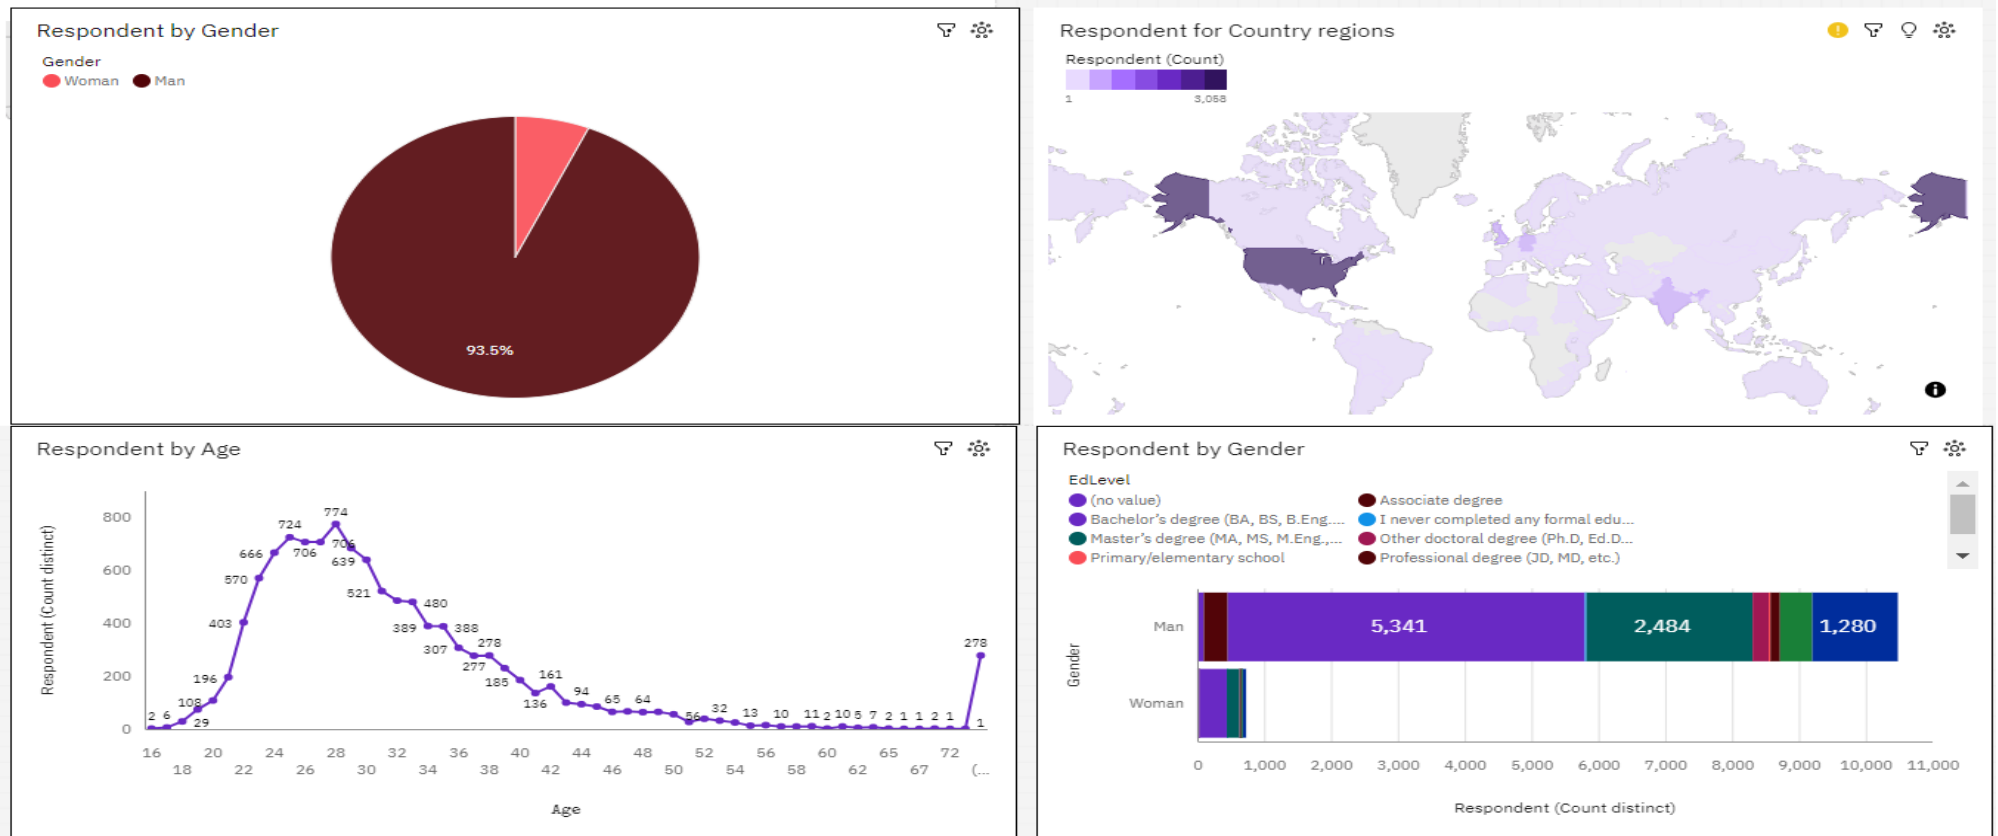 Respondent by Gender
Gender
Woman Man
93.5%
Respondent for Country regions
Respondent (Count)
1 3,058
Respondent by Age
Respondent (Count distinct)
800
600
400
200
0
2 6 29 108 196 403 570 666 724 706 774 706 639 521 480 389 388 307 277 278 185 136 161 94 65 64 56 32 13 10 11 2 10 5 7 2 1 1 2 1 278 1
16 20 24 28 32 36 40 44 48 52 56 60 65 72
18 22 26 30 34 38 42 46 50 54 58 62 67 (...
Age
Respondent by Gender
EdLevel
(no value) Associate degree
Bachelor’s degree (BA, BS, B.Eng.... I never completed any formal edu...
Master’s degree (MA, MS, M.Eng.,... Other doctoral degree (Ph.D, Ed.D...
Primary/elementary school Professional degree (JD, MD, etc.)
Gender
Man 5,341 2,484 1,280
Woman
0 1,000 2,000 3,000 4,000 5,000 6,000 7,000 8,000 9,000 10,000 11,000
Respondent (Count distinct)